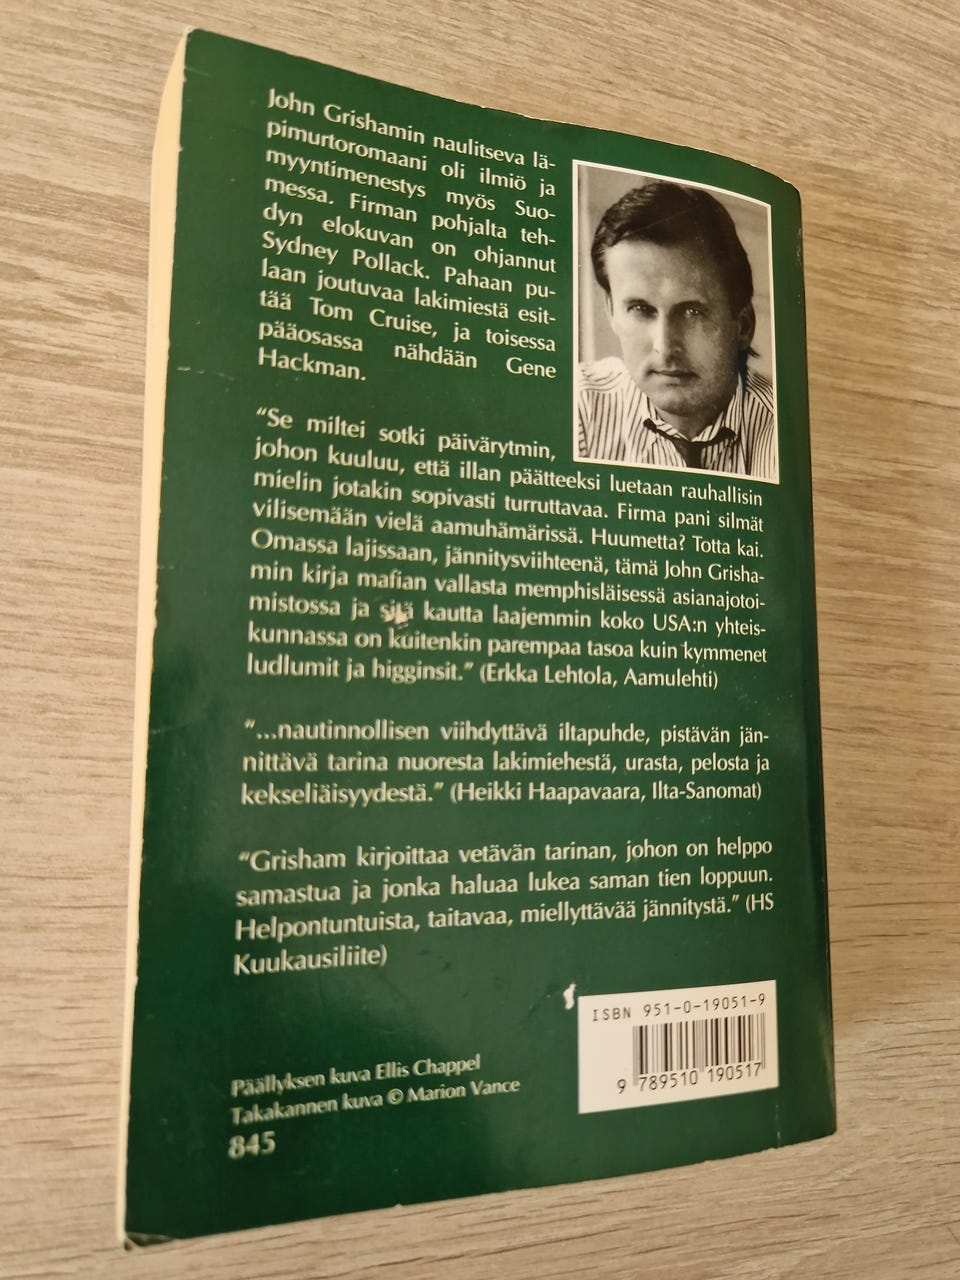 John Grishamin naulitseva lä-
pimurtoromaani oli ilmiö ja
myyntimenestys myös Suo-
messa. Firman pohjalta teh-
dyn elokuvan on ohjannut
Sydney Pollack. Pahaan pu-
laan joutuvaa lakimiestä esit-
tää Tom Cruise, ja toisessa
pääosassa nähdään Gene
Hackman.
"Se miltei sotki päivärytmin,
johon kuuluu, että illan päätteeksi luetaan rauhallisin
mielin jotakin sopivasti turruttavaa. Firma pani silmät
vilisemään vielä aamuhämärissä. Huumetta? Totta kai.
Omassa lajissaan, jännitysviihteenä, tämä John Grisha-
min kirja mafian vallasta memphisläisessä asianajotoi-
mistossa ja sitä kautta laajemmin koko USA:n yhteis-
kunnassa on kuitenkin parempaa tasoa kuin kymmenet
ludlumit ja higginsit." (Erkka Lehtola, Aamulehti)
"...nautinnollisen viihdyttävä iltapuhde, pistävän jän-
nittävä tarina nuoresta lakimiehestä, urasta, pelosta ja
kekseliäisyydestä." (Heikki Haapavaara, Ilta-Sanomat)
"Grisham kirjoittaa vetävän tarinan, johon on helppo
samastua ja jonka haluaa lukea saman tien loppuun.
Helpontuntuista, taitavaa, miellyttävää jännitystä." (HS
Kuukausiliite)
ISBN 951-0-19051-9
9 789510 190517
Päällyksen kuva Ellis Chappel
Takakannen kuva © Marion Vance
845